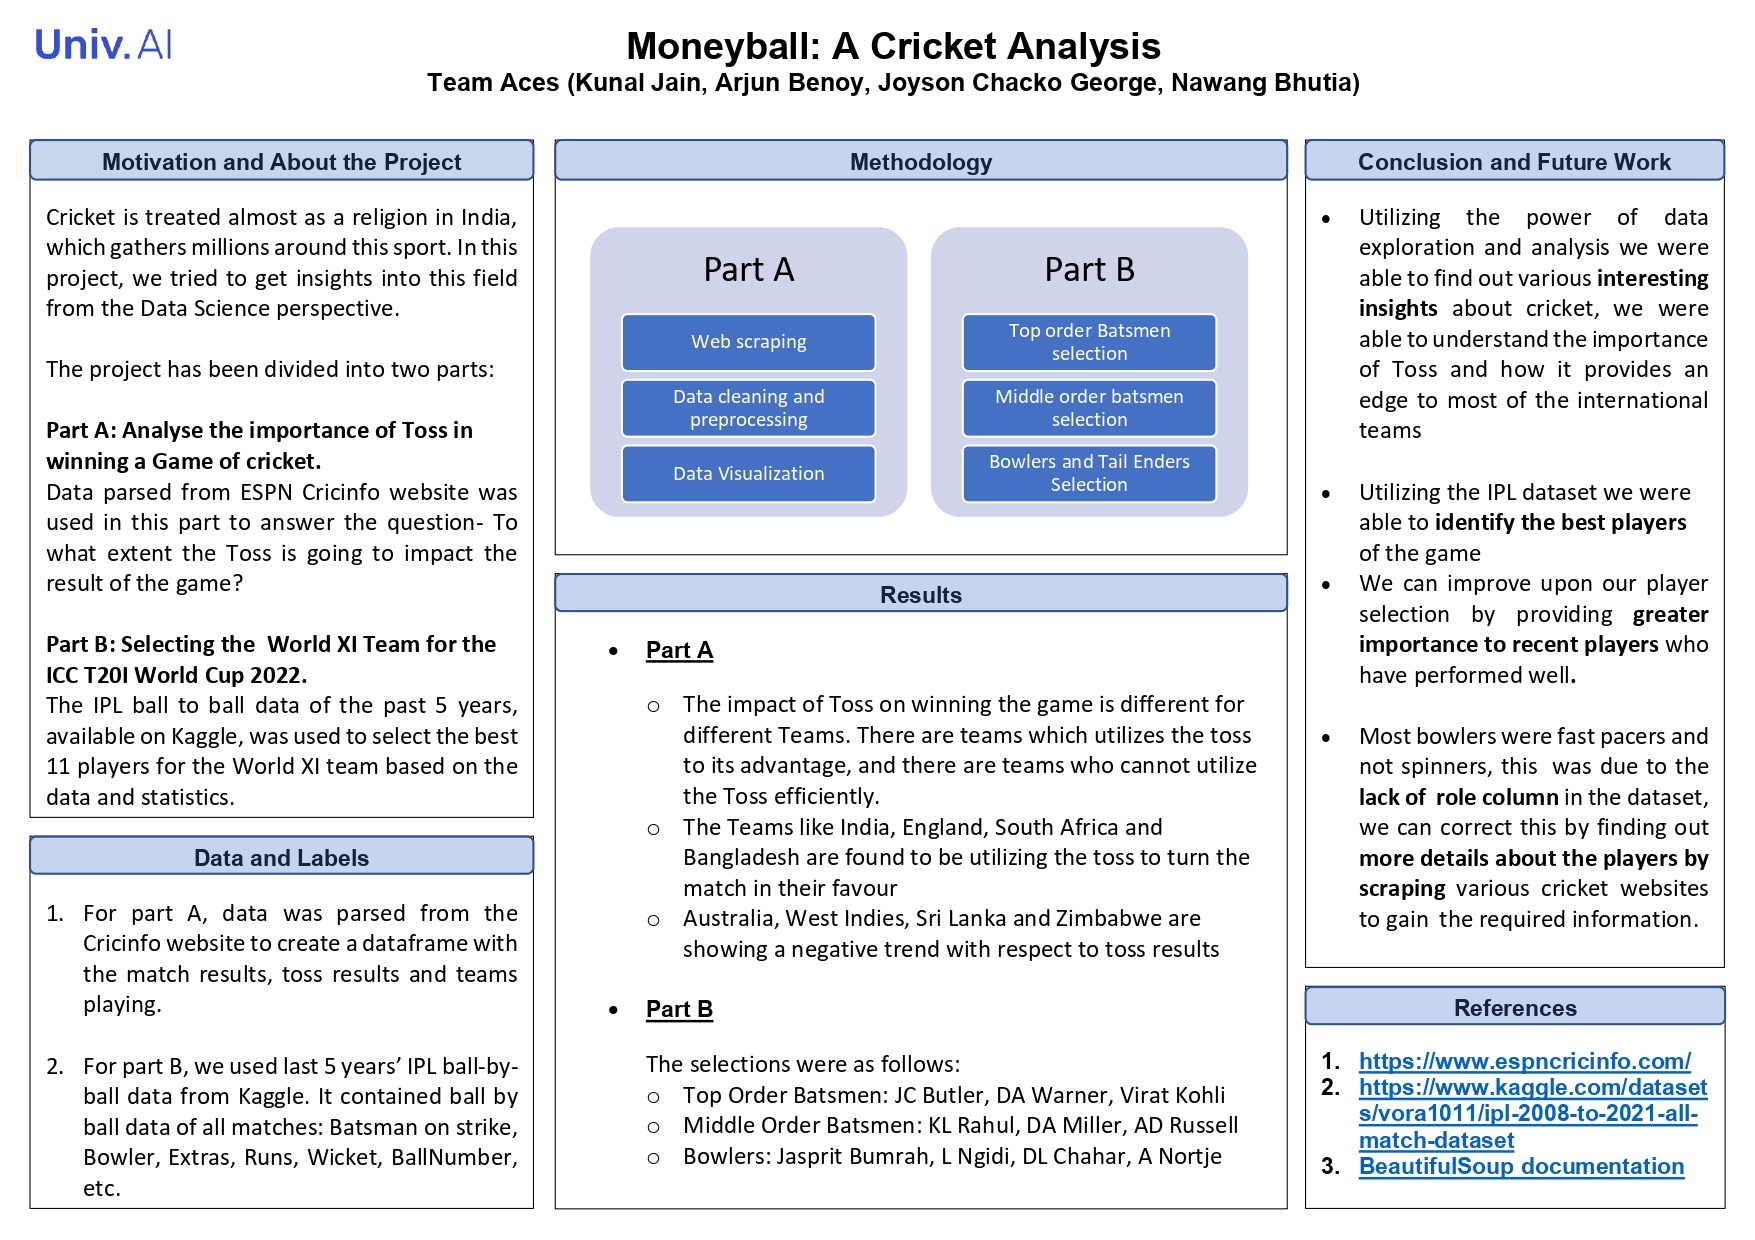 Univ.AI
Moneyball: A Cricket Analysis
Team Aces (Kunal Jain, Arjun Benoy, Joyson Chacko George, Nawang Bhutia)
Motivation and About the Project
Cricket is treated almost as a religion in India,
which gathers millions around this sport. In this
project, we tried to get insights into this field
from the Data Science perspective.
The project has been divided into two parts:
Part A: Analyse the importance of Toss in
winning a Game of cricket.
Data parsed from ESPN Cricinfo website was
used in this part to answer the question- To
what extent the Toss is going to impact the
result of the game?
Part B: Selecting the World XI Team for the
ICC T20I World Cup 2022.
The IPL ball to ball data of the past 5 years,
available on Kaggle, was used to select the best
11 players for the World XI team based on the
data and statistics.
Data and Labels
1. For part A, data was parsed from the
Cricinfo website to create a dataframe with
the match results, toss results and teams
playing.
2. For part B, we used last 5 years’ IPL ball-by-
ball data from Kaggle. It contained ball by
ball data of all matches: Batsman on strike,
Bowler, Extras, Runs, Wicket, BallNumber,
etc.
Methodology
Part A
Web scraping
Data cleaning and
preprocessing
Data Visualization
Part B
Top order Batsmen
selection
Middle order batsmen
selection
Bowlers and Tail Enders
Selection
Results
• Part A
o The impact of Toss on winning the game is different for
different Teams. There are teams which utilizes the toss
to its advantage, and there are teams who cannot utilize
the Toss efficiently.
o The Teams like India, England, South Africa and
Bangladesh are found to be utilizing the toss to turn the
match in their favour
o Australia, West Indies, Sri Lanka and Zimbabwe are
showing a negative trend with respect to toss results
• Part B
The selections were as follows:
o Top Order Batsmen: JC Butler, DA Warner, Virat Kohli
o Middle Order Batsmen: KL Rahul, DA Miller, AD Russell
o Bowlers: Jasprit Bumrah, L Ngidi, DL Chahar, A Nortje
Conclusion and Future Work
• Utilizing the power of data
exploration and analysis we were
able to find out various interesting
insights about cricket, we were
able to understand the importance
of Toss and how it provides an
edge to most of the international
teams
• Utilizing the IPL dataset we were
able to identify the best players
of the game
• We can improve upon our player
selection by providing greater
importance to recent players who
have performed well.
• Most bowlers were fast pacers and
not spinners, this was due to the
lack of role column in the dataset,
we can correct this by finding out
more details about the players by
scraping various cricket websites
to gain the required information.
References
1. https://www.espncricinfo.com/
2. https://www.kaggle.com/dataset
s/vora1011/ipl-2008-to-2021-all-
match-dataset
3. BeautifulSoup documentation